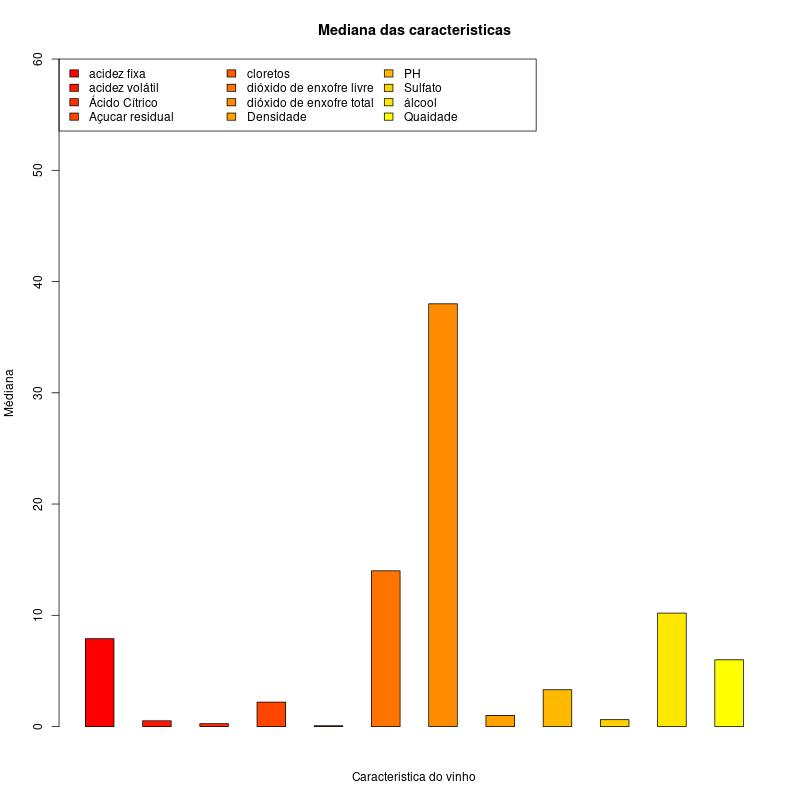 Mediana das caracteristicas
acidez fixa
acidez volátil
Ácido Cítrico
Açucar residual
cloretos
dióxido de enxofre livre
dióxido de enxofre total
Densidade
PH
Sulfato
álcool
Quaidade
60
50
40
30
20
10
0
Médiana
Caracteristica do vinho